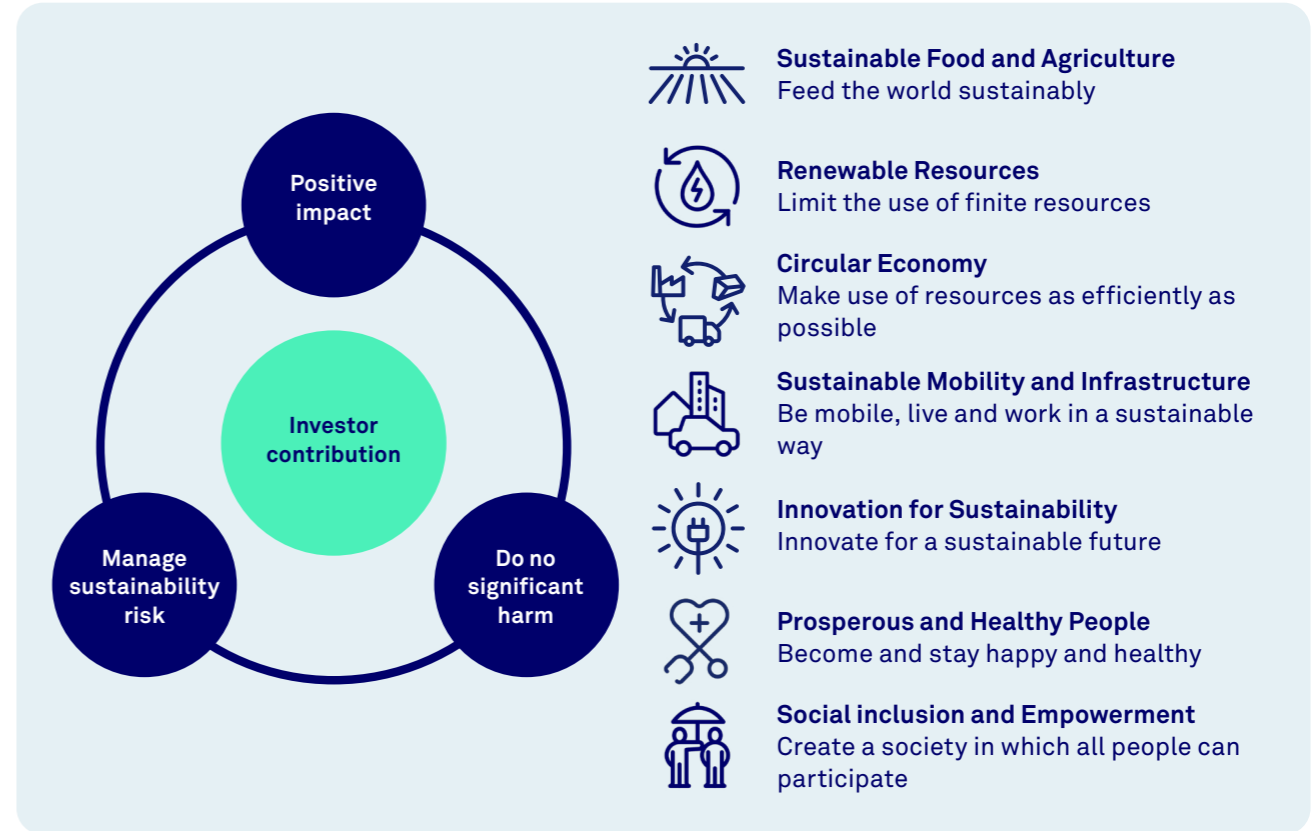 Positive
impact
Investor
contribution
Manage
sustainability
risk
Do no
significant
harm
Sustainable Food and Agriculture
Feed the world sustainably
Renewable Resources
Limit the use of finite resources
Circular Economy
Make use of resources as efficiently as
possible
Sustainable Mobility and Infrastructure
Be mobile, live and work in a sustainable
way
Innovation for Sustainability
Innovate for a sustainable future
Prosperous and Healthy People
Become and stay happy and healthy
Social inclusion and Empowerment
Create a society in which all people can
participate